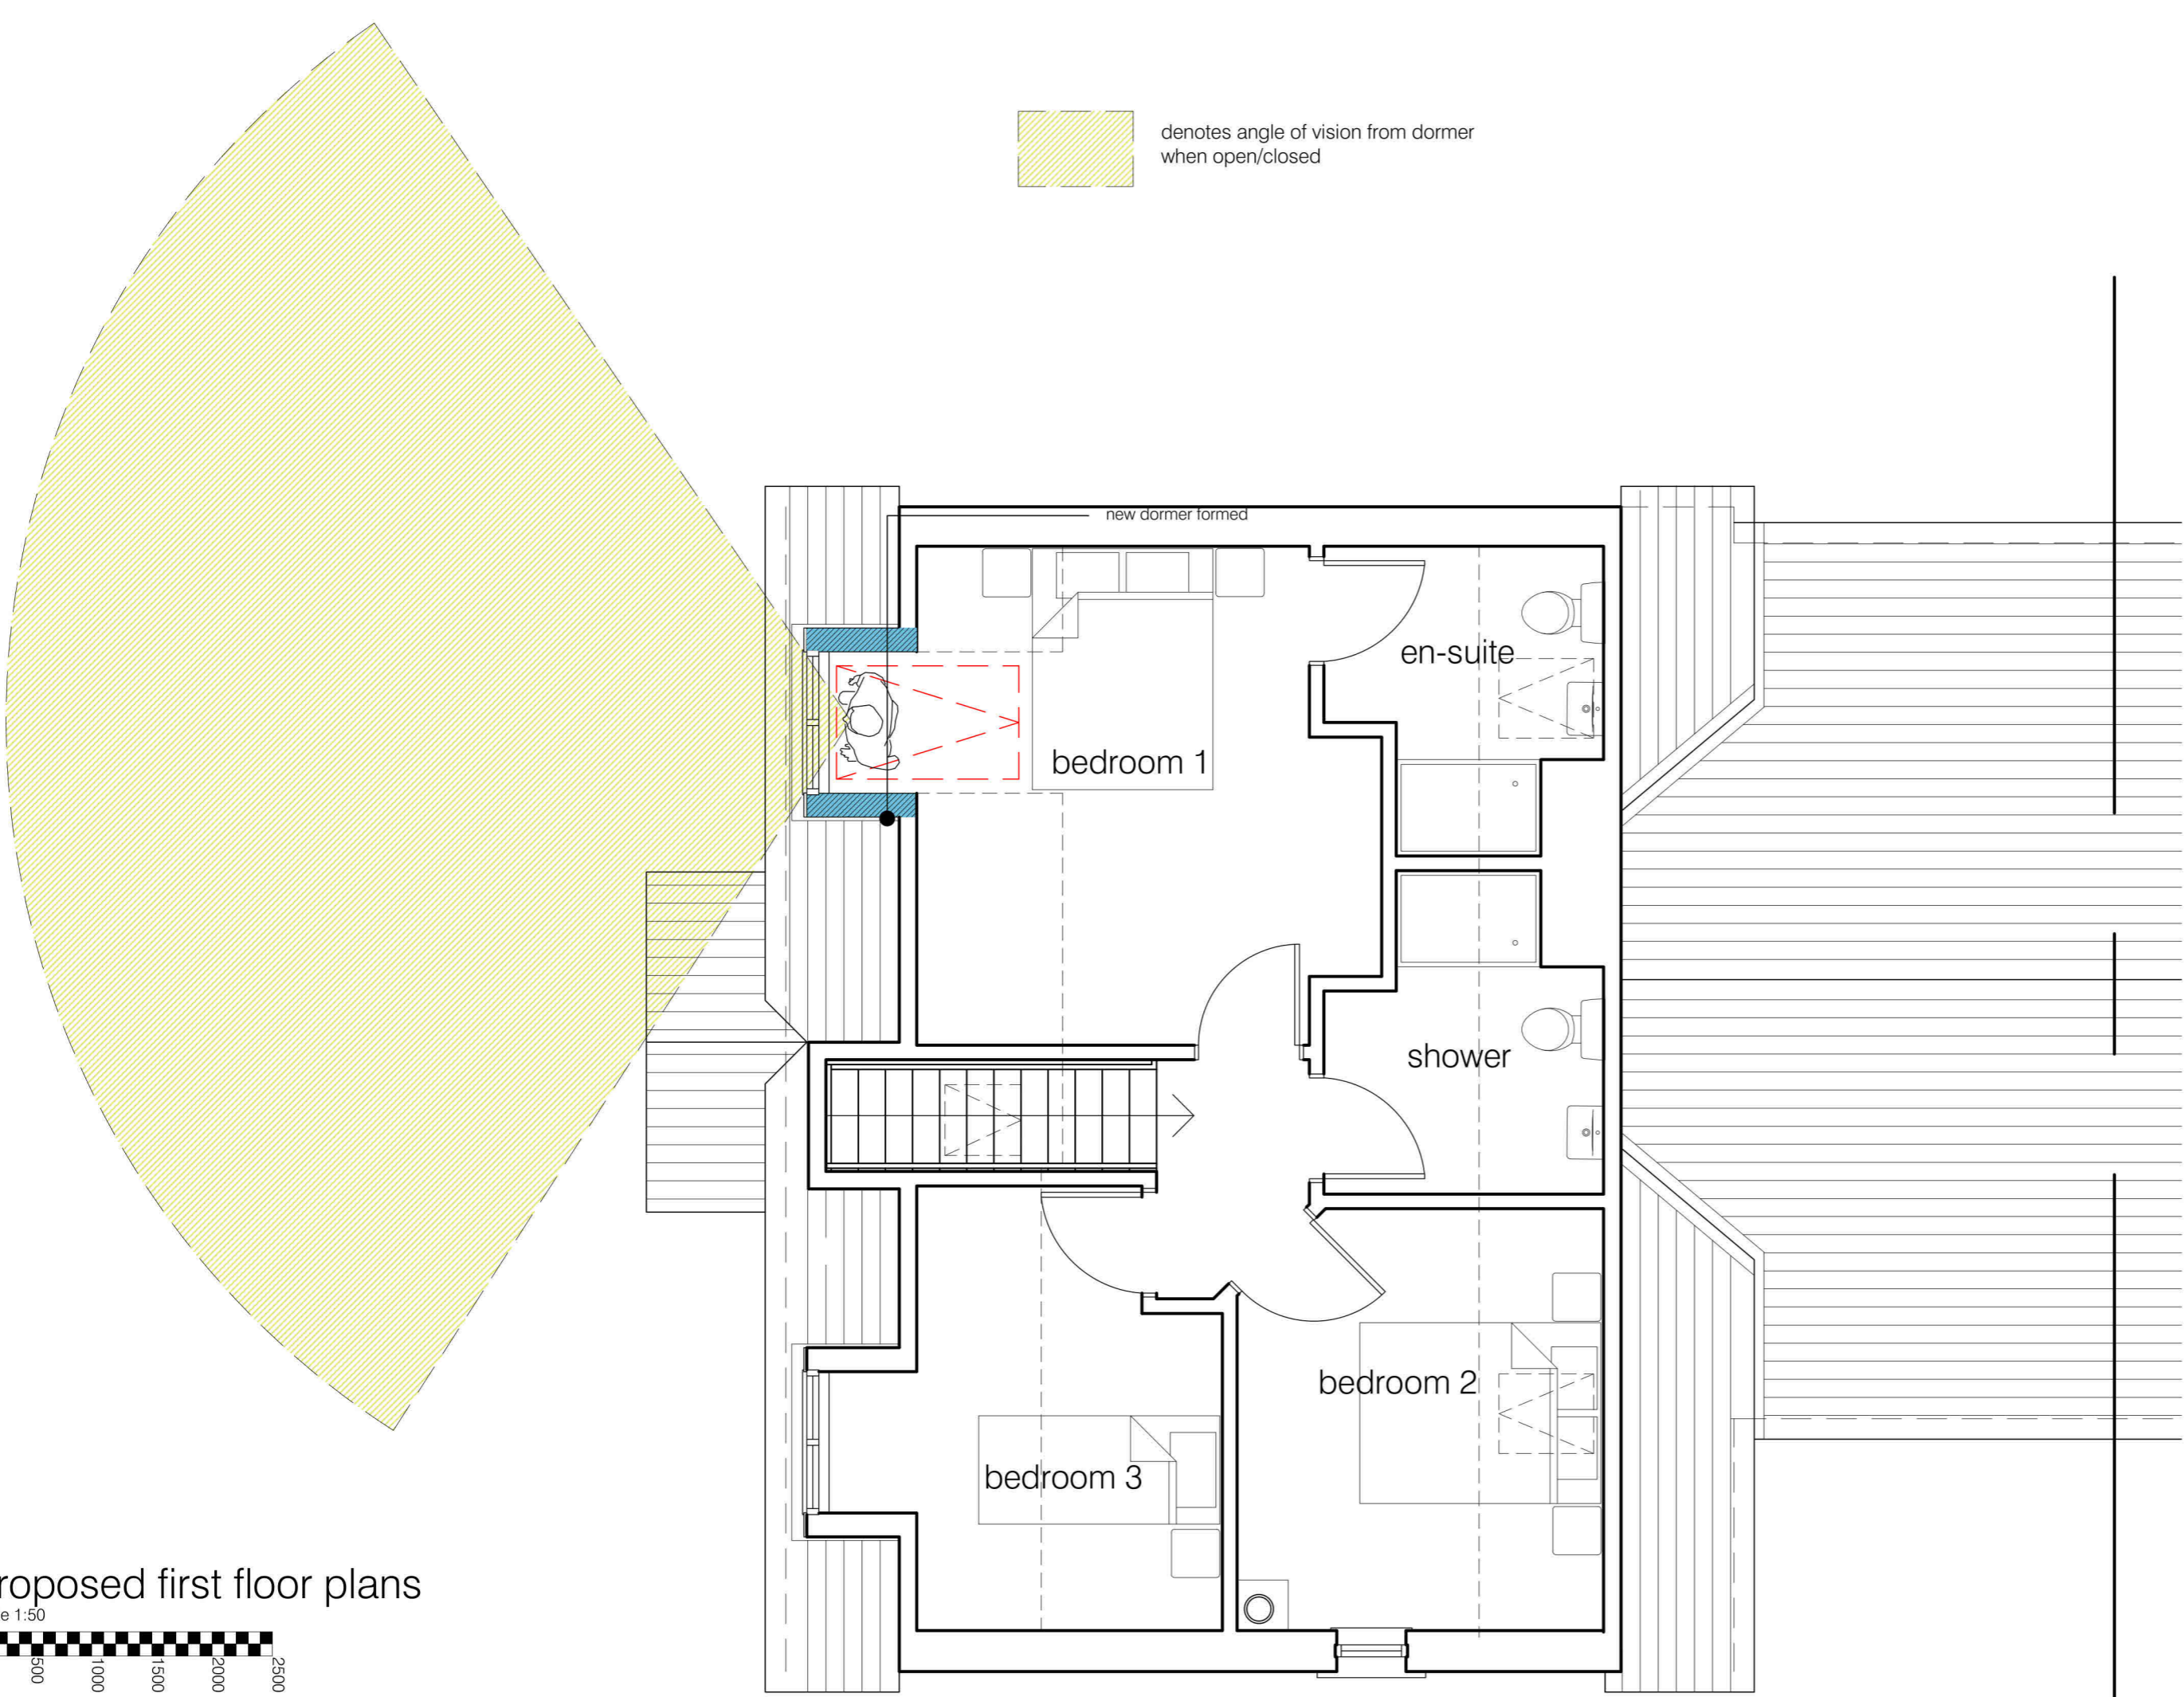 denotes angle of vision from dormer
when open/closed
new dormer formed
en-suite
bedroom 1
shower
bedroom 2
bedroom 3
roposed first floor plans
e 1:50
500
1000
1500
2000
2500